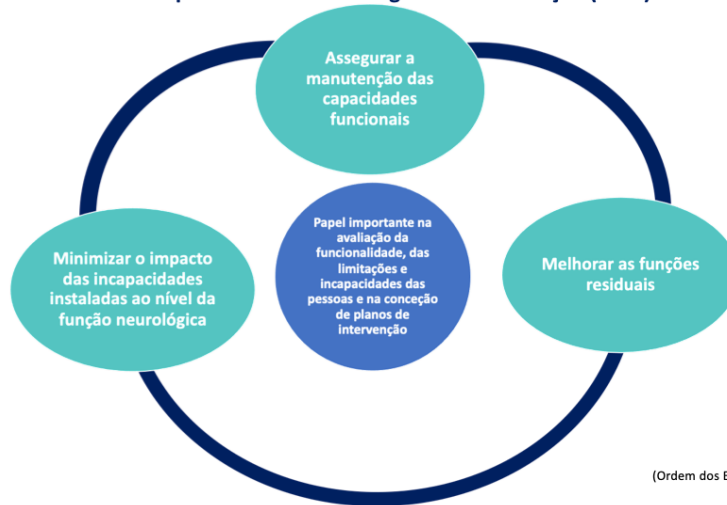 Assegurar a
manutenção das
capacidades
funcionais
Papel importante na
avaliação da
funcionalidade, das
limitações e
incapacidades das
pessoas e na conceção
de planos de
intervenção
Minimizar o impacto
das incapacidades
instaladas ao nível da
função neurológica
Melhorar as funções
residuais
(Ordem dos E